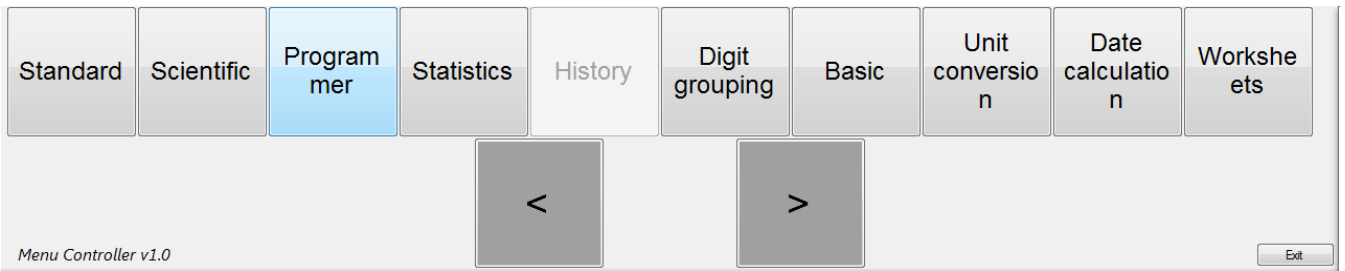 Standard
Scientific
Program
mer
Statistics
History
Digit
grouping
Basic
Unit
conversio
n
Date
calculatio
n
Workshe
ets
<
>
Menu Controller v1.0
Exit